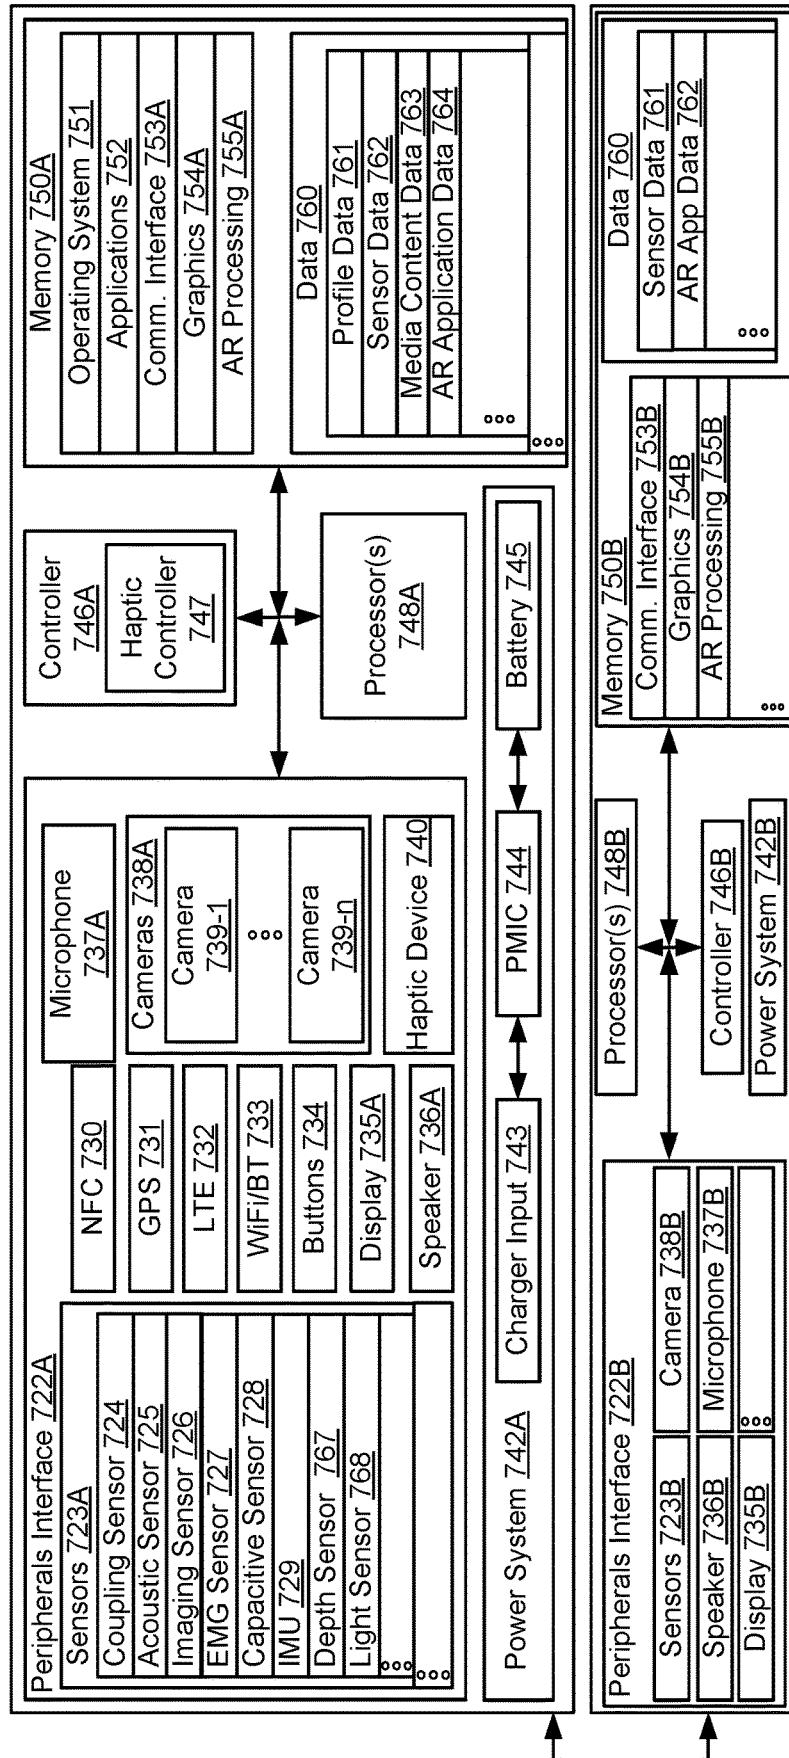 Peripherals Interface 722A
Sensors 723A
Coupling Sensor 724
Acoustic Sensor 725
Imaging Sensor 726
EMG Sensor 727
Capacitive Sensor 728
IMU 729
Depth Sensor 767
Light Sensor 768
NFC 730
GPS 731
LTE 732
WiFi/BT 733
Buttons 734
Display 735A
Speaker 736A
Microphone
737A
Cameras 738A
Camera
739-1
Camera
739-n
Haptic Device 740
Controller
746A
Haptic
Controller
747
Processor(s)
748A
Memory 750A
Operating System 751
Applications 752
Comm. Interface 753A
Graphics 754A
AR Processing 755A
Data 760
Profile Data 761
Sensor Data 762
Media Content Data 763
AR Application Data 764
Power System 742A
Charger Input 743
PMIC 744
Battery 745
Peripherals Interface 722B
Sensors 723B
Camera 738B
Speaker 736B
Microphone 737B
Display 735B
Processor(s) 748B
Controller 746B
Power System 742B
Memory 750B
Comm. Interface 753B
Graphics 754B
AR Processing 755B
Data 760
Sensor Data 761
AR App Data 762